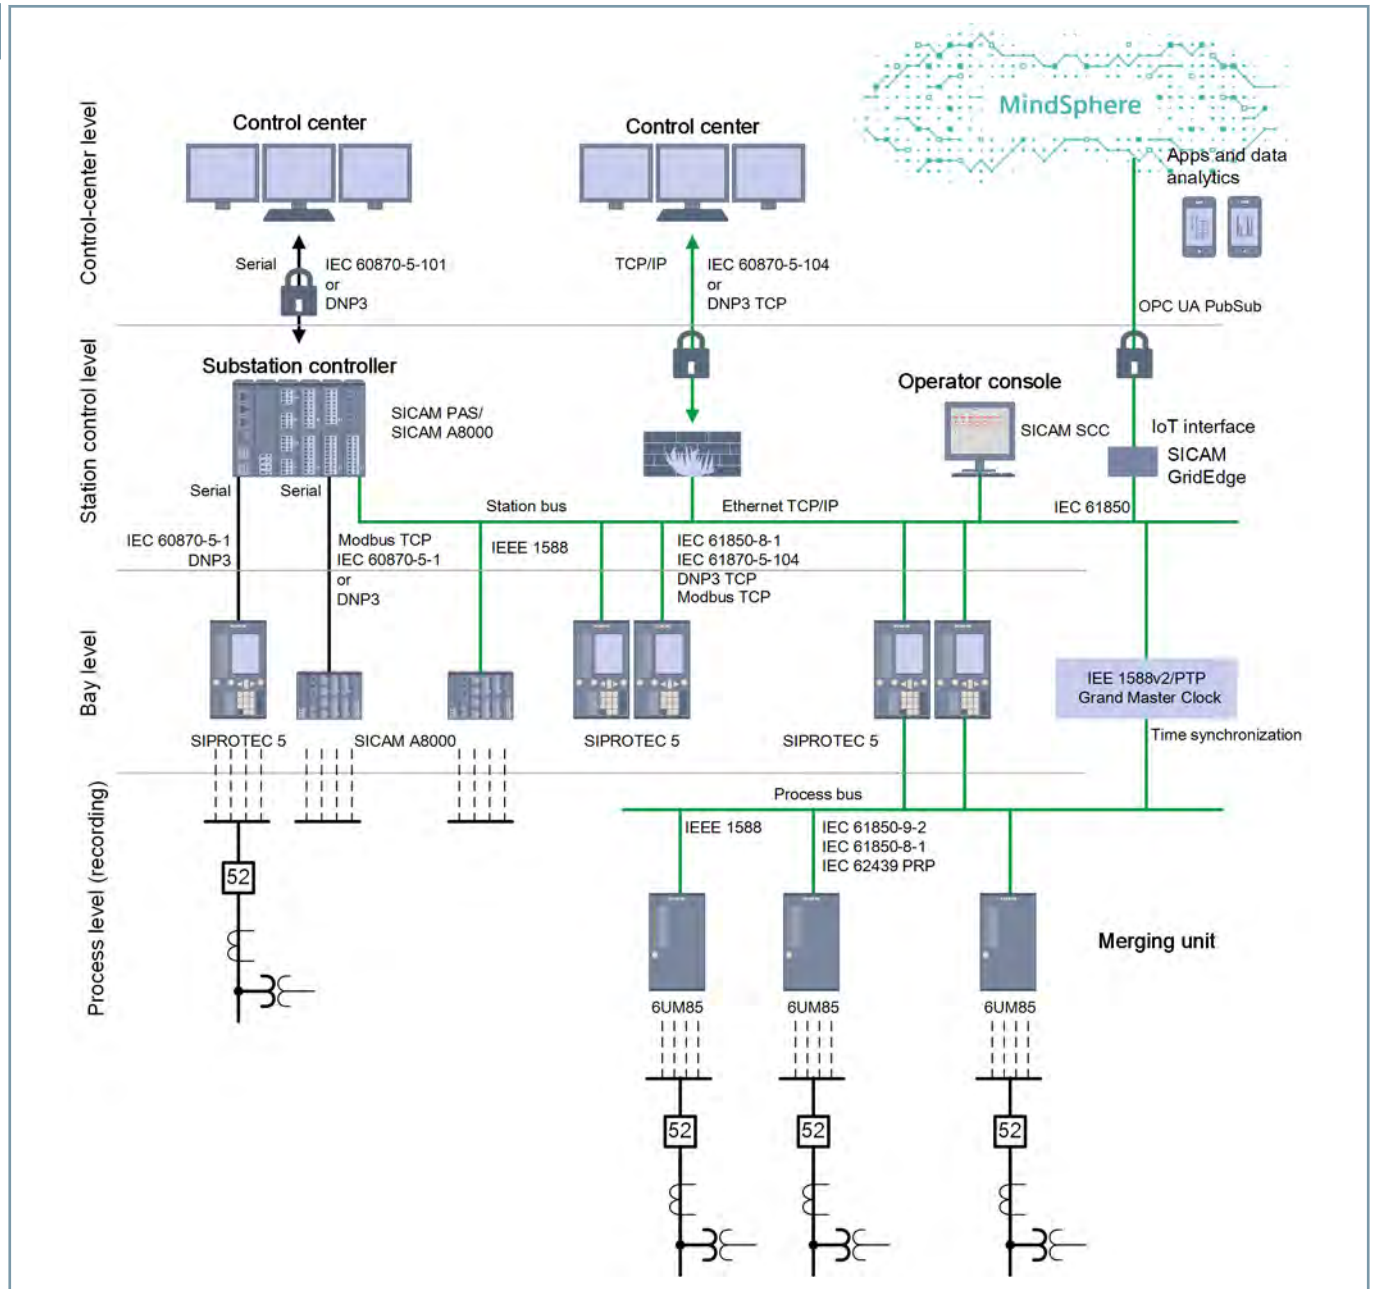 MindSphere
Control center
Control center
Apps and data
analytics
Control-center level
Serial
IEC 60870-5-101
or
DNP3
TCP/IP
IEC 60870-5-104
or
DNP3 TCP
OPC UA PubSub
Station control level
Substation controller
SICAM PAS/
SICAM A8000
Operator console
SICAM SCC
IoT interface
SICAM
GridEdge
Serial
Serial
Station bus
Ethernet TCP/IP
IEC 61850
IEC 60870-5-1
DNP3
Modbus TCP
IEC 60870-5-1
or
DNP3
IEEE 1588
IEC 61850-8-1
IEC 61870-5-104
DNP3 TCP
Modbus TCP
Bay level
IEE 1588v2/PTP
Grand Master Clock
SIPROTEC 5
SICAM A8000
SIPROTEC 5
SIPROTEC 5
Time synchronization
Process level (recording)
Process bus
IEEE 1588
IEC 61850-9-2
IEC 61850-8-1
IEC 62439 PRP
52
Merging unit
6UM85
6UM85
6UM85
52
52
52